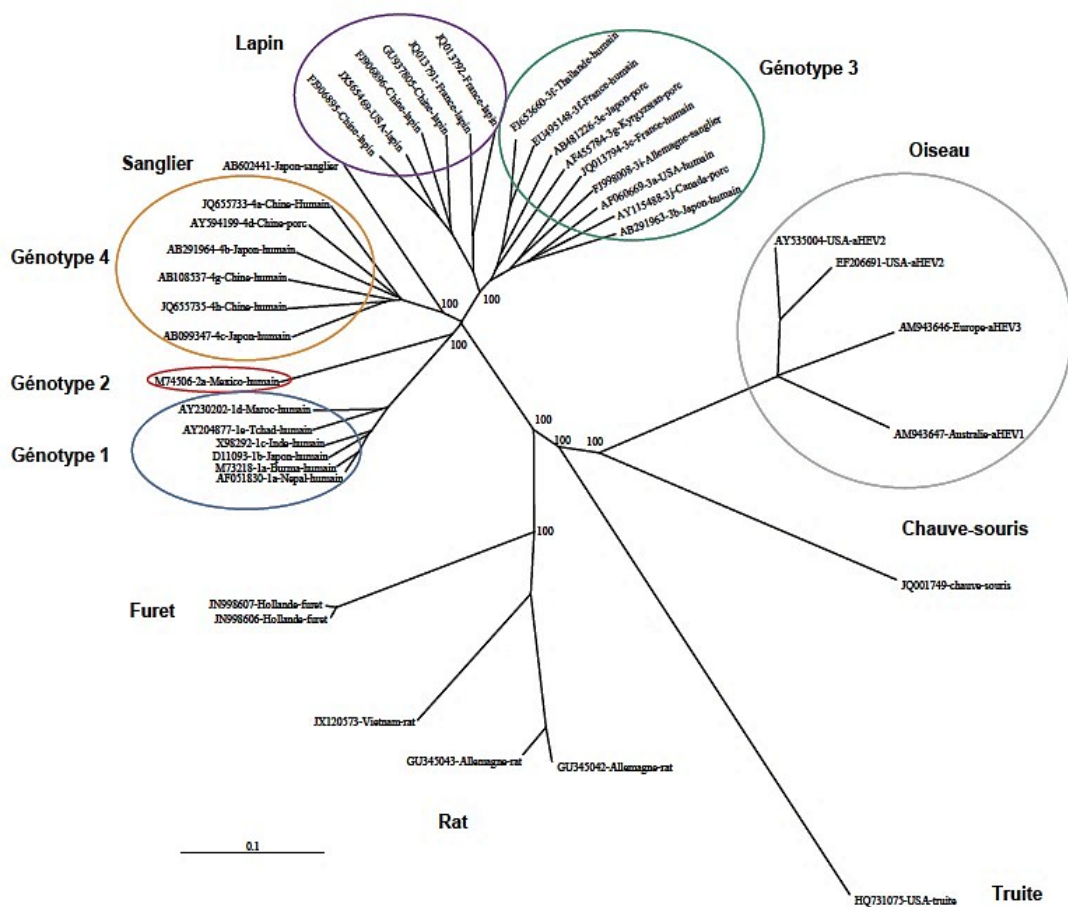 Lapin
JQ013792-France-lapin
JQ013791-France-lapin
GU937805-Chine-lapin
FJ906896-Chine-lapin
JX565469-USA-lapin
FJ906895-Chine-lapin
Génotype 3
FJ653660-3f-Thaïlande-humain
EU495148-3f-France-humain
AB481226-3e-Japon-porc
AF455784-3g-Kyrgyzstan-porc
JQ013794-3c-France-humain
FJ998008-3i-Allemagne-sanglier
AF060669-3a-USA-humain
AY115488-3j-Canada-porc
AB291963-3b-Japon-humain
Sanglier
AB602441-Japon-sanglier
Génotype 4
JQ655733-4a-Chine-Humain
AY594199-4d-Chine-porc
AB291964-4b-Japon-humain
AB108537-4g-Chine-humain
JQ655735-4h-Chine-humain
AB099347-4c-Japon-humain
Génotype 2
M74506-2a-Mexico-humain
Génotype 1
AY230202-1d-Maroc-humain
AY204877-1e-Tchad-humain
X98292-1c-Inde-humain
D11093-1b-Japon-humain
M73218-1a-Burma-humain
AF051830-1a-Nepal-humain
100
100
100
100
100
100
100
Oiseau
AY535004-USA-aHEV2
EF206691-USA-aHEV2
AM943646-Europe-aHEV3
AM943647-Australie-aHEV1
Chauve-souris
JQ001749-chauve-souris
Furet
JN998607-Hollande-furet
JN998606-Hollande-furet
JX120573-Vietnam-rat
GU345043-Allemagne-rat
GU345042-Allemagne-rat
Rat
0.1
HQ731075-USA-truite
Truite